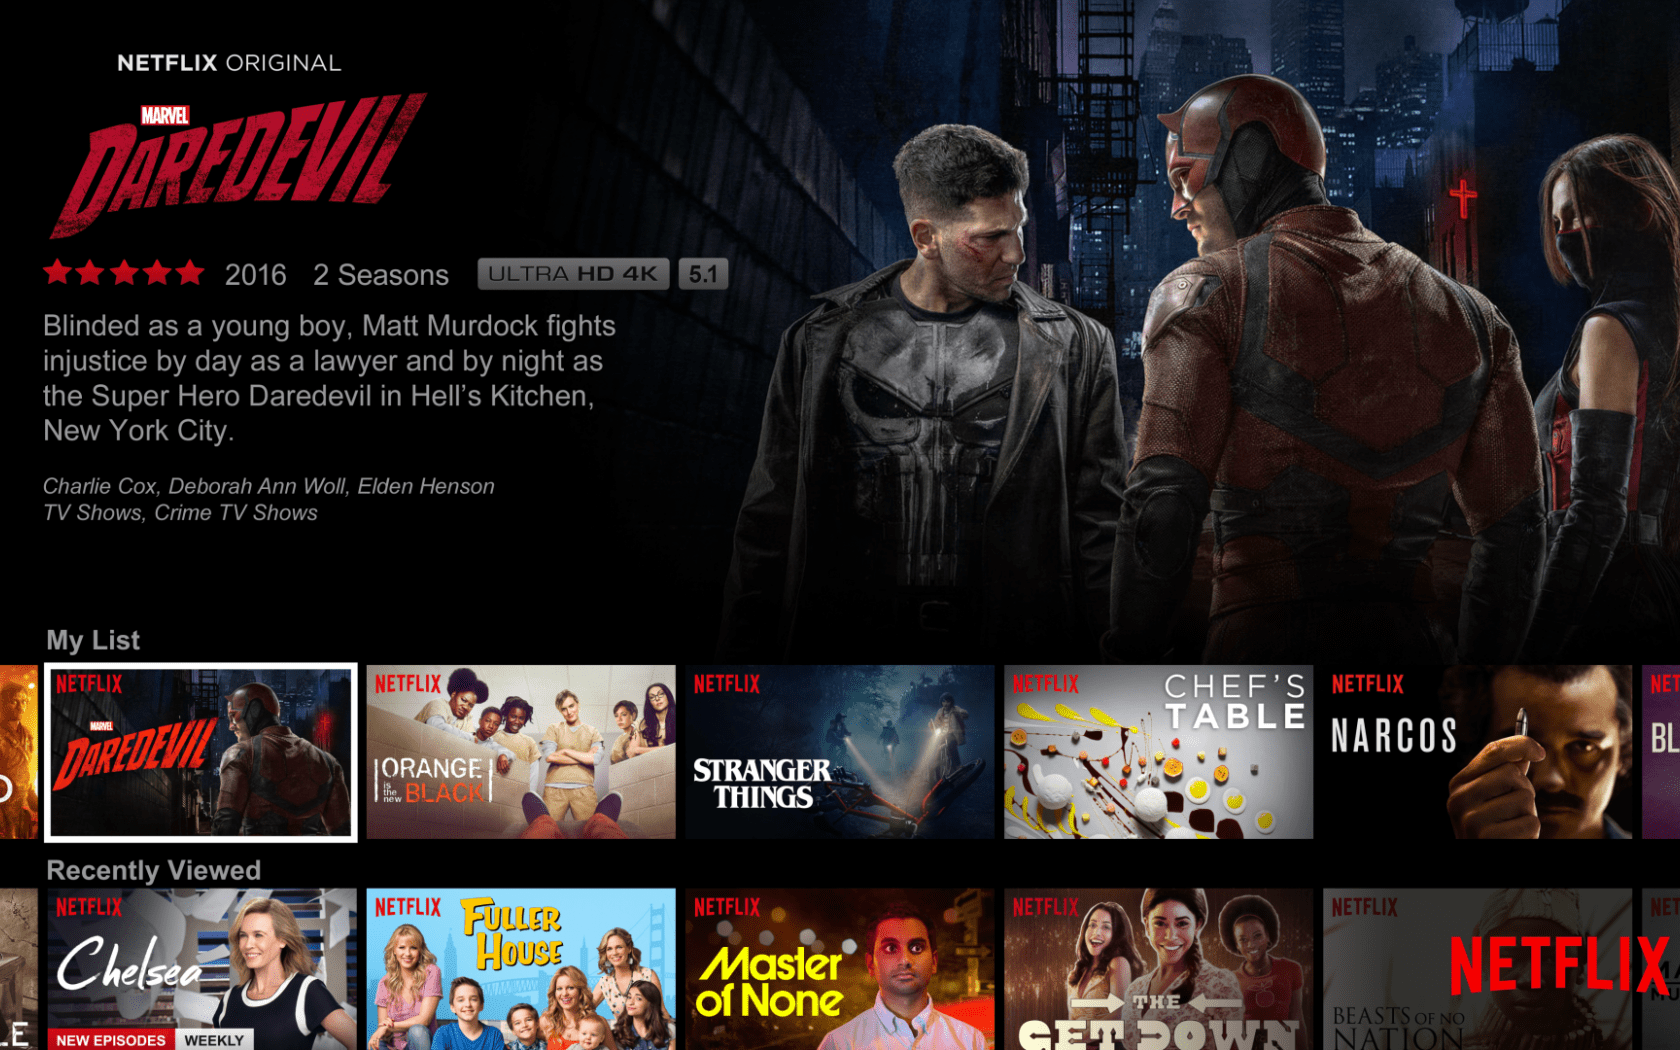 NETFLIX ORIGINAL
MARVEL
DAREDEVIL
2016 2 Seasons ULTRA HD 4K 5.1
Blinded as a young boy, Matt Murdock fights
injustice by day as a lawyer and by night as
the Super Hero Daredevil in Hell's Kitchen,
New York City.
Charlie Cox, Deborah Ann Woll, Elden Henson
TV Shows, Crime TV Shows
My List
NETFLIX
MARVEL
DAREDEVIL
NETFLIX
ORANGE
is the new BLACK
NETFLIX
STRANGER
THINGS
NETFLIX
CHEF'S
TABLE
NETFLIX
NARCOS
NET
BL
Recently Viewed
LE
NETFLIX
Chelsea
NEW EPISODES WEEKLY
NETFLIX
FULLER
HOUSE
NETFLIX
Master
of None
NETFLIX
THE
GET DOWN
NETFLIX
BEASTS OF NO
NATION
NET
NETFLIX